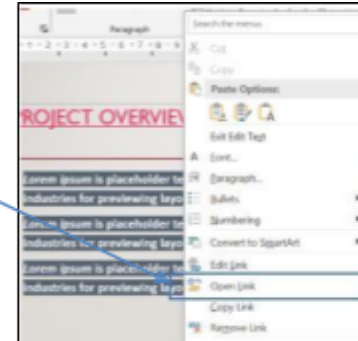 Paragraph
PROJECT OVERVIEW
Lorem ipsum is placeholder te
industries for previewing layo
Lorem ipsum is placeholder te
industries for previewing layo
Lorem ipsum is placeholder te
industries for previewing layo
Search the menus
Cut
Copy
Paste Options:
Exit Edit Text
Font...
Paragraph...
Bullets
Numbering
Convert to SmartArt
Edit Link
Open Link
Copy Link
Remove Link